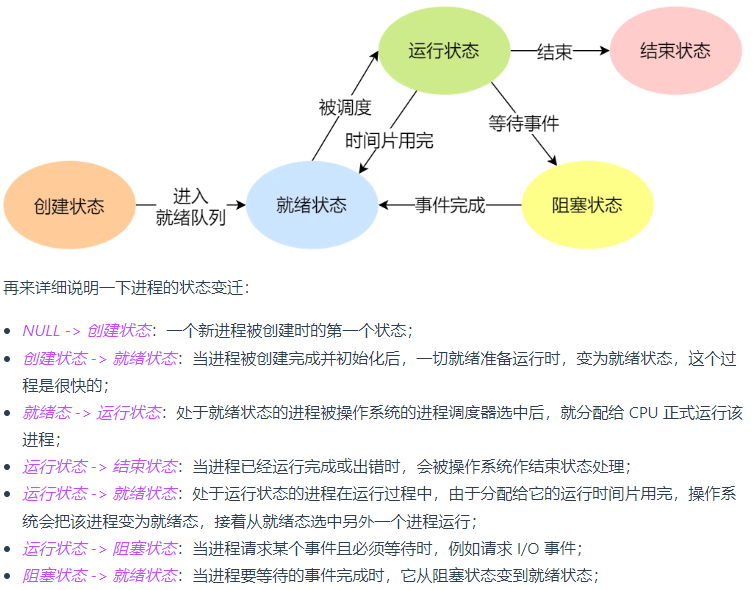 运行状态
结束
结束状态
被调度
时间片用完
等待事件
创建状态
进入
就绪队列
就绪状态
事件完成
阻塞状态
再来详细说明一下进程的状态变迁：
NULL -> 创建状态：一个新进程被创建时的第一个状态；
创建状态 -> 就绪状态：当进程被创建完成并初始化后，一切就绪准备运行时，变为就绪状态，这个过
程是很快的；
就绪态 -> 运行状态：处于就绪状态的进程被操作系统的进程调度器选中后，就分配给 CPU 正式运行该
进程；
运行状态 -> 结束状态：当进程已经运行完成或出错时，会被操作系统作结束状态处理；
运行状态 -> 就绪状态：处于运行状态的进程在运行过程中，由于分配给它的运行时间片用完，操作系
统会把该进程变为就绪态，接着从就绪态选中另外一个进程运行；
运行状态 -> 阻塞状态：当进程请求某个事件且必须等待时，例如请求 I/O 事件；
阻塞状态 -> 就绪状态：当进程要等待的事件完成时，它从阻塞状态变到就绪状态；